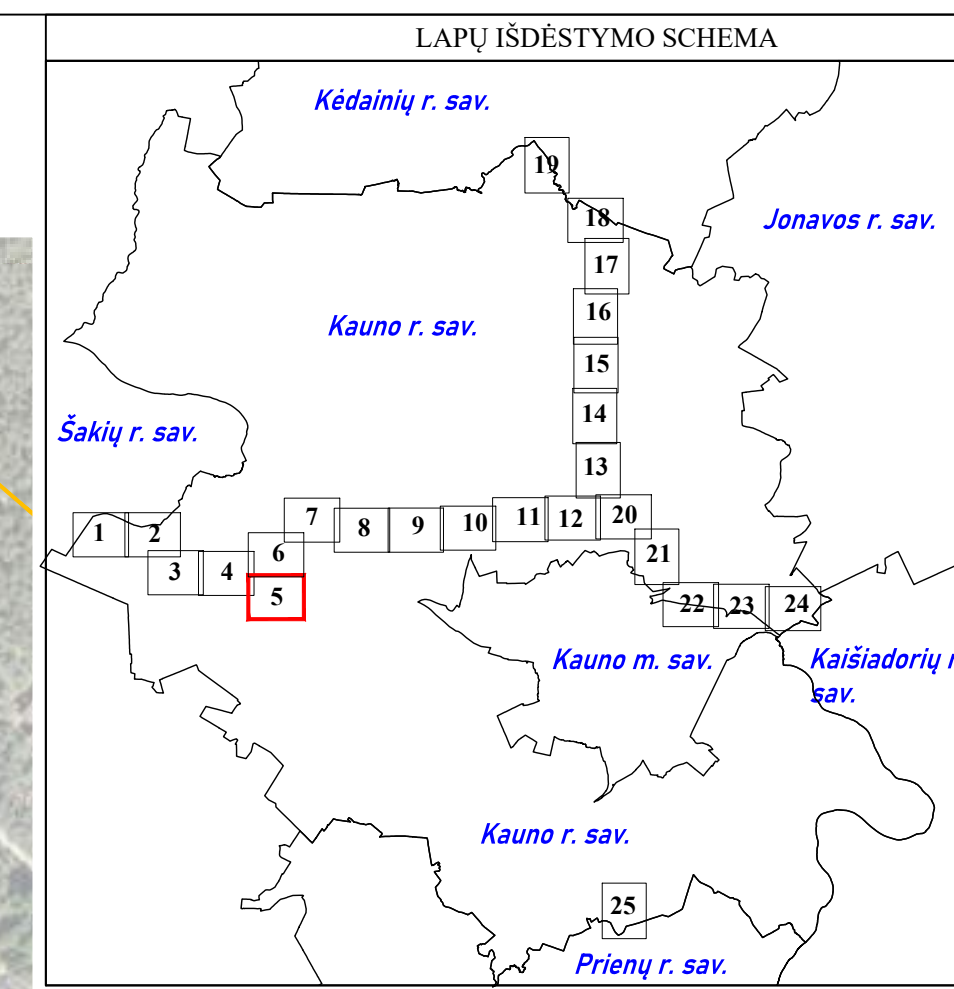 LAPŲ IŠDĖSTYMO SCHEMA
Kėdainių r. sav.
19
18
Jonavos r. sav.
17
16
Kauno r. sav.
15
14
Šakių r. sav.
13
1
2
7
8
9
10
11
12
20
6
21
3
4
5
22
23
24
Kauno m. sav.
Kaišiadorių r
sav.
Kauno r. sav.
25
Prienų r. sav.